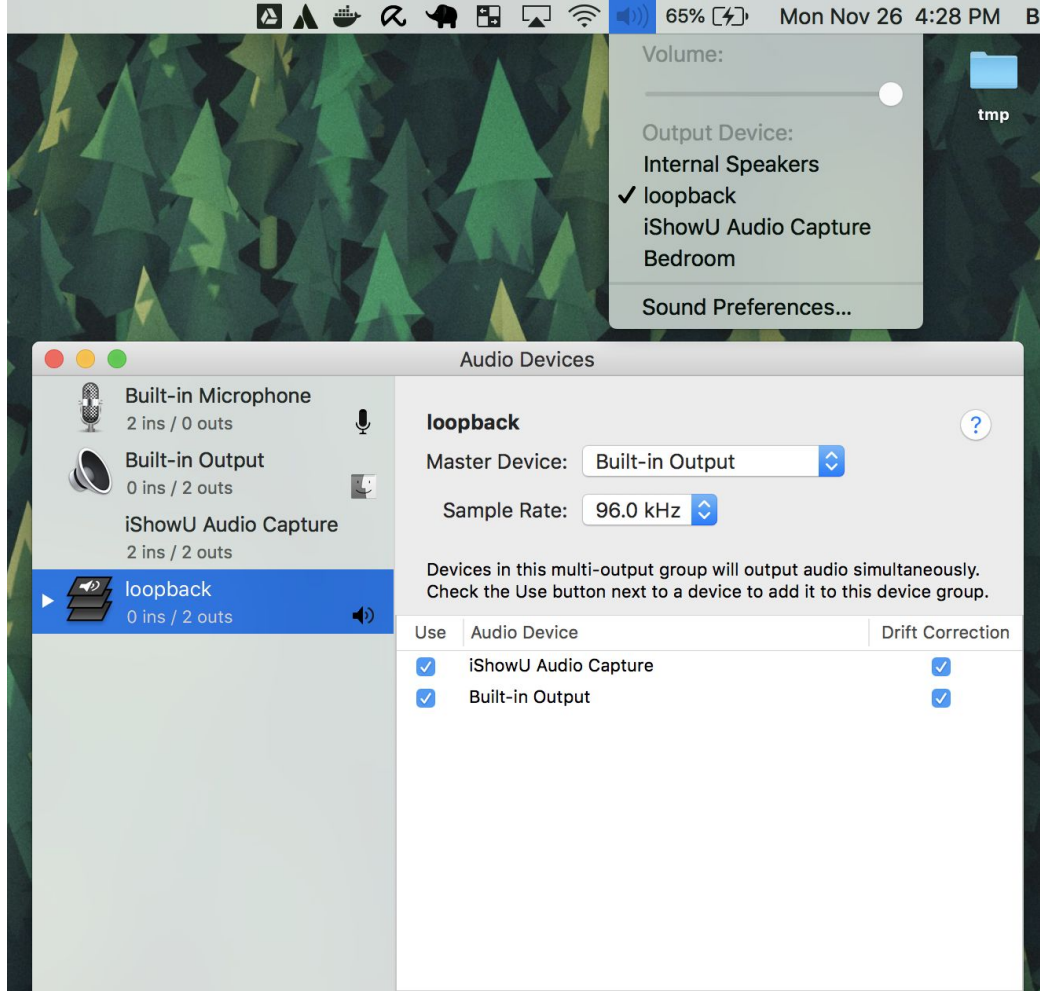 65% Mon Nov 26 4:28 PM B
Volume:
tmp
Output Device:
Internal Speakers
✓ loopback
iShowU Audio Capture
Bedroom
Sound Preferences...
Audio Devices
Built-in Microphone
2 ins / 0 outs
Built-in Output
0 ins / 2 outs
iShowU Audio Capture
2 ins / 2 outs
loopback
0 ins / 2 outs
loopback
?
Master Device: Built-in Output
Sample Rate: 96.0 kHz
Devices in this multi-output group will output audio simultaneously.
Check the Use button next to a device to add it to this device group.
Use Audio Device Drift Correction
iShowU Audio Capture
Built-in Output